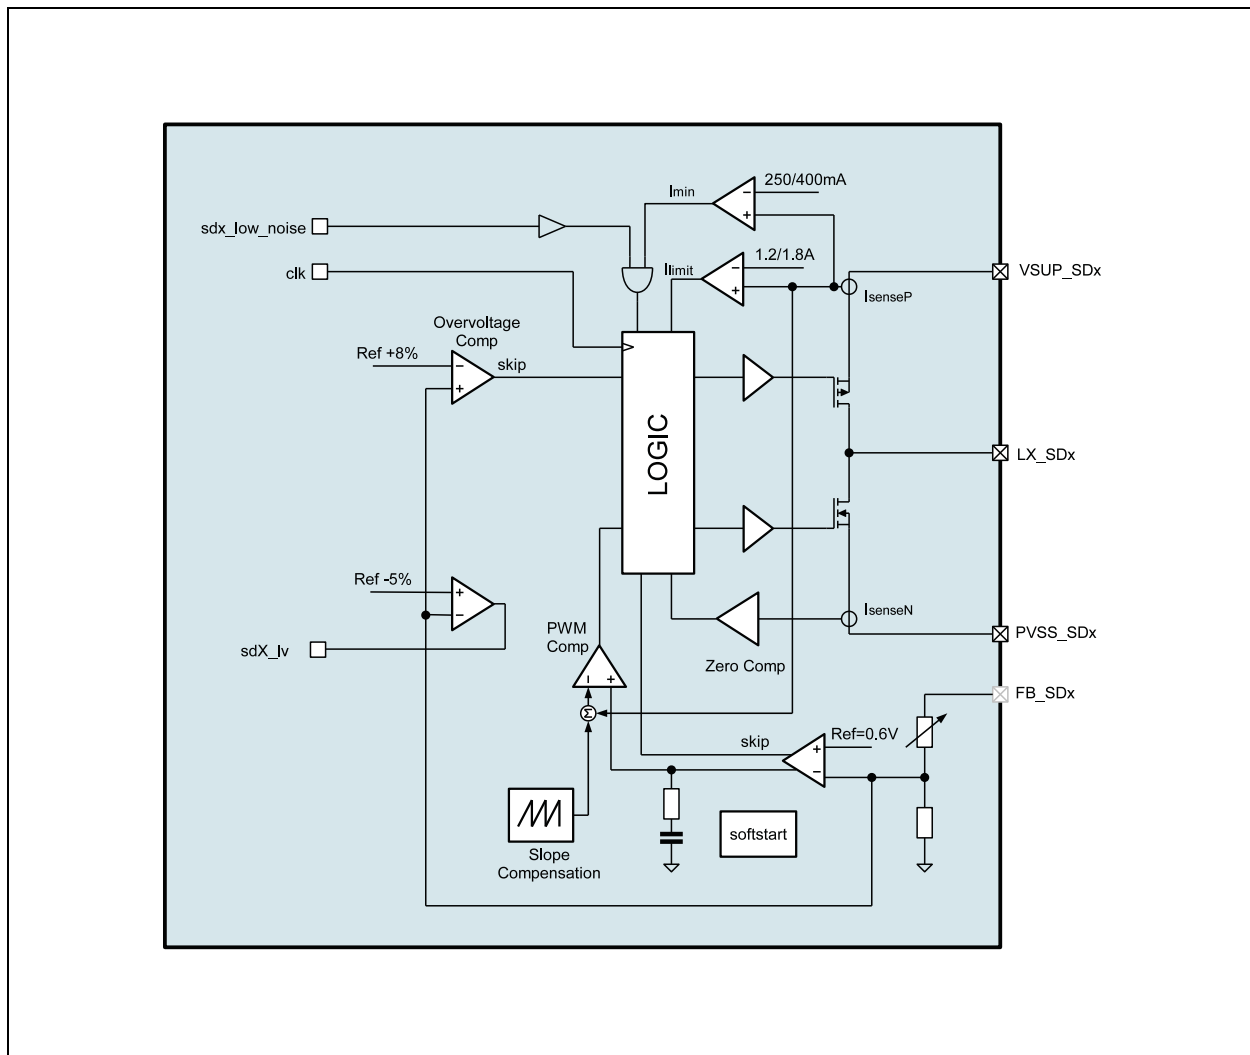 250/400mA
Imin
sdx_low_noise
1.2/1.8A
clk
Ilimit
VSUP_SDx
IsenseP
Overvoltage
Comp
Ref +8%
skip
LOGIC
LX_SDx
Ref -5%
IsenseN
PWM
Comp
PVSS_SDx
sdX_lv
Zero Comp
FB_SDx
Σ
skip
Ref=0.6V
softstart
Slope
Compensation